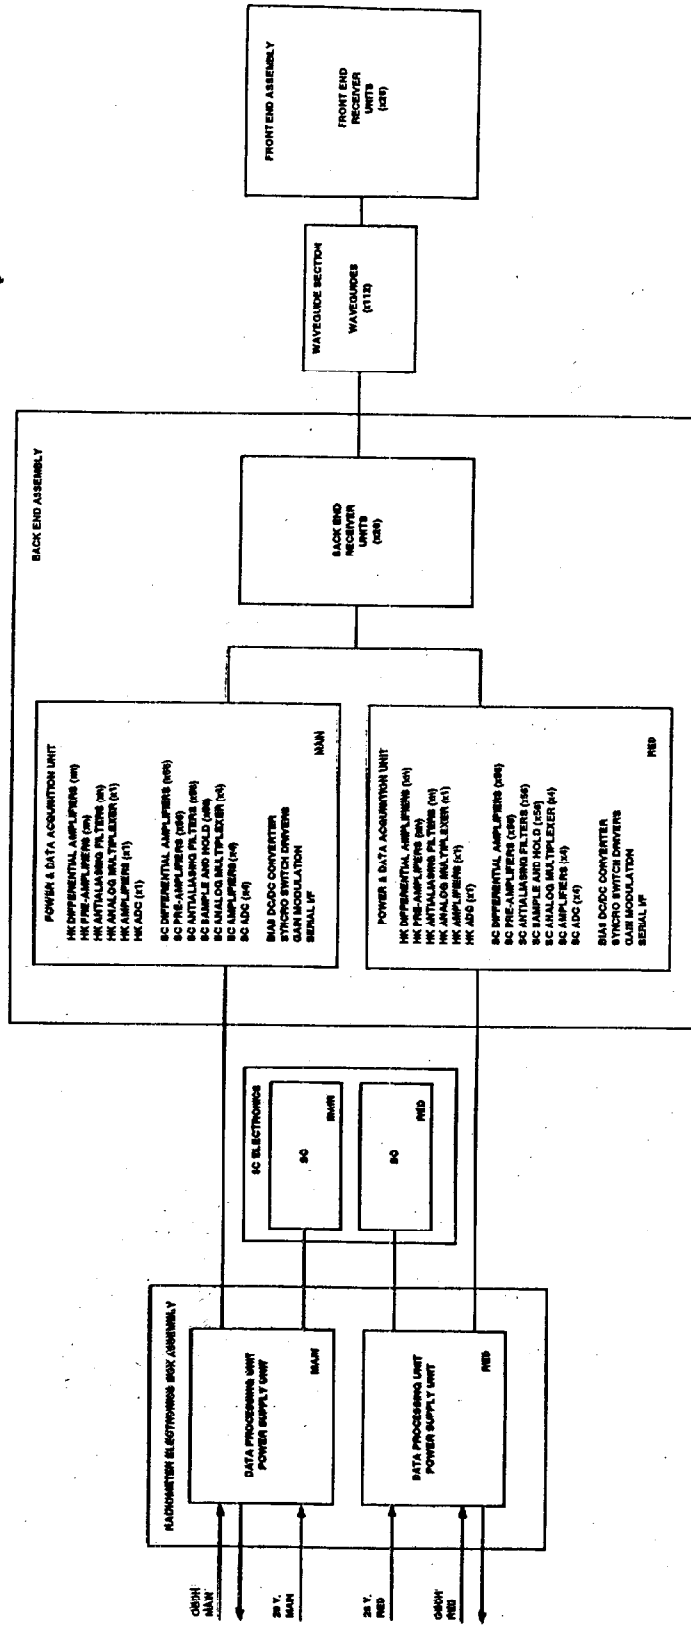 FRONT END ASSEMBLY
FRONT END
RECEIVER
UNITS
WAVEGUIDE SECTION
WAVEGUIDES
(x112)
BACK END ASSEMBLY
BACK END
RECEIVER
UNITS
POWER & DATA ACQUISITION UNIT
HK DIFFERENTIAL AMPLIFIERS
HK PRE-AMPLIFIERS
HK ANTIALIASING FILTERS
HK ANALOG MULTIPLEXER (x1)
HK AMPLIFIERS (x1)
HK ADC (x1)
SC DIFFERENTIAL AMPLIFIERS
SC PRE-AMPLIFIERS
SC ANTIALIASING FILTERS
SC SAMPLE AND HOLD
SC ANALOG MULTIPLEXER (x4)
SC AMPLIFIERS (x4)
SC ADC (x4)
BIAS DC/DC CONVERTER
SYNCRO SWITCH DRIVERS
GAIN MODULATION
SERIAL I/F
MAIN
POWER & DATA ACQUISITION UNIT
HK DIFFERENTIAL AMPLIFIERS
HK PRE-AMPLIFIERS
HK ANTIALIASING FILTERS
HK ANALOG MULTIPLEXER (x1)
HK AMPLIFIERS (x1)
HK ADC (x1)
SC DIFFERENTIAL AMPLIFIERS (x56)
SC PRE-AMPLIFIERS (x56)
SC ANTIALIASING FILTERS (x56)
SC SAMPLE AND HOLD (x56)
SC ANALOG MULTIPLEXER (x4)
SC AMPLIFIERS (x4)
SC ADC (x4)
BIAS DC/DC CONVERTER
SYNCRO SWITCH DRIVERS
GAIN MODULATION
SERIAL I/F
RED
SC ELECTRONICS
SC
MAIN
SC
RED
RADIOMETER ELECTRONICS BOX ASSEMBLY
DATA PROCESSING UNIT
POWER SUPPLY UNIT
MAIN
DATA PROCESSING UNIT
POWER SUPPLY UNIT
RED
MAIN
28 V.
MAIN
28 V.
RED
RED